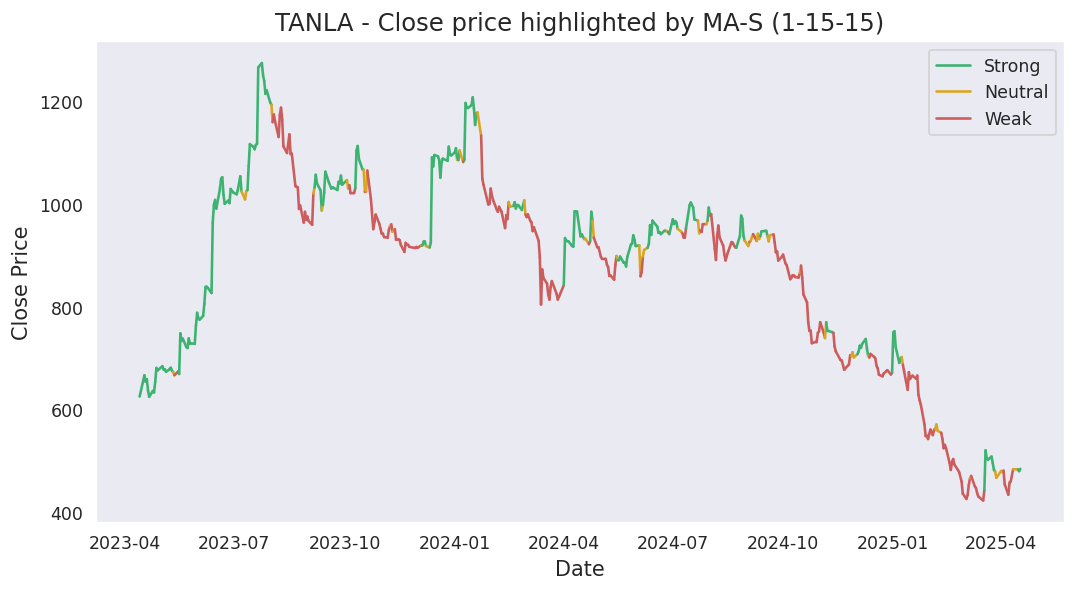 TANLA - Close price highlighted by MA-S (1-15-15)
Strong
Neutral
Weak
Close Price
1200
1000
800
600
400
2023-04 2023-07 2023-10 2024-01 2024-04 2024-07 2024-10 2025-01 2025-04
Date